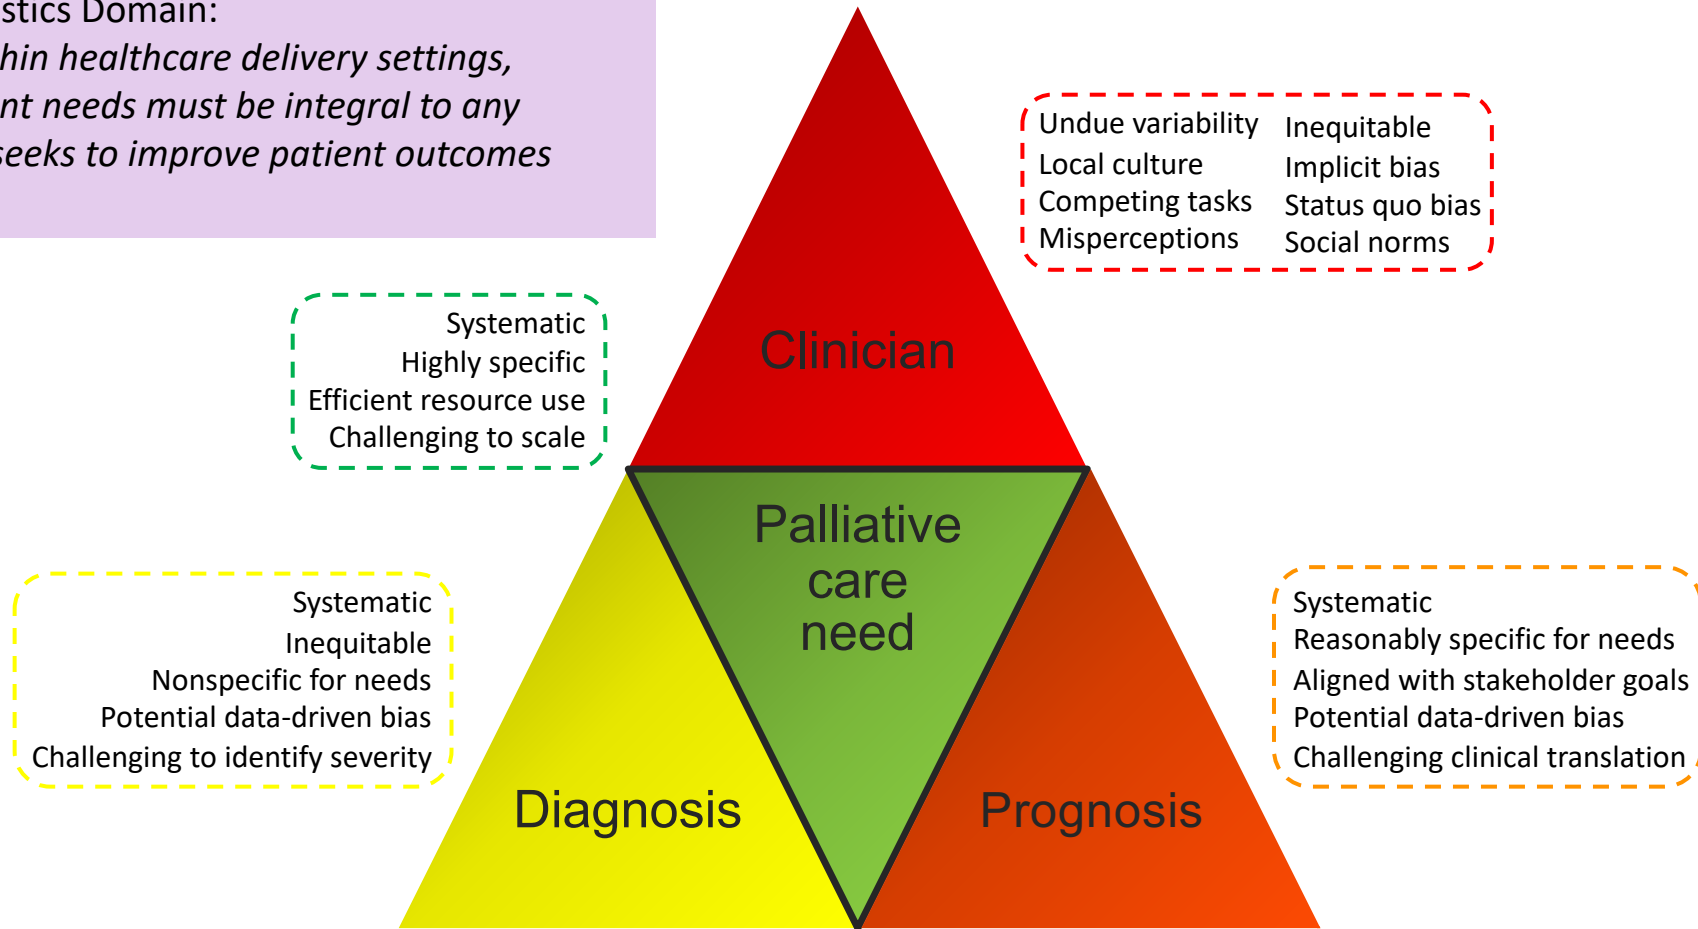 stics Domain:
hin healthcare delivery settings,
nt needs must be integral to any
seeks to improve patient outcomes
Undue variability
Local culture
Competing tasks
Misperceptions
Inequitable
Implicit bias
Status quo bias
Social norms
Systematic
Highly specific
Efficient resource use
Challenging to scale
Clinician
Palliative
care
need
Systematic
Inequitable
Nonspecific for needs
Potential data-driven bias
Challenging to identify severity
Systematic
Reasonably specific for needs
Aligned with stakeholder goals
Potential data-driven bias
Challenging clinical translation
Diagnosis
Prognosis